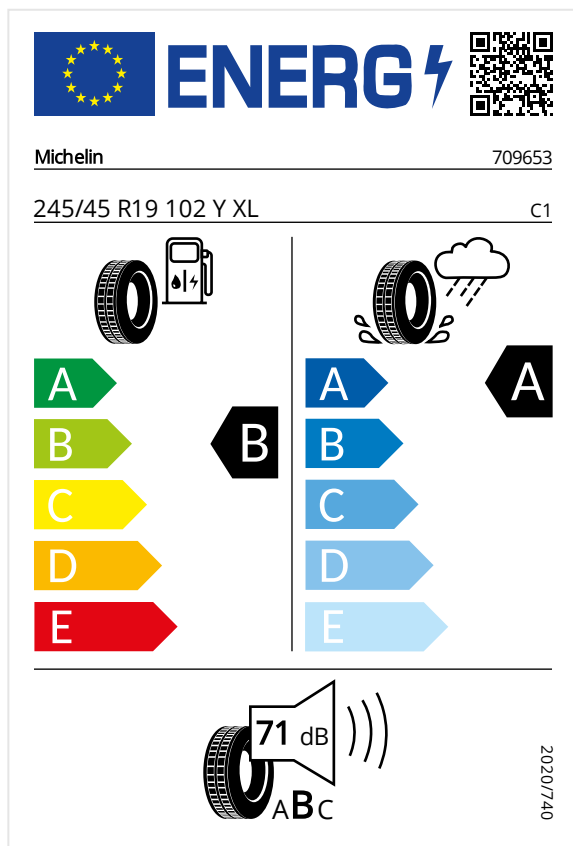 ENERG
Michelin 709653
245/45 R19 102 Y XL C1
A A A
B B B
C C
D D
E E
71 dB
ABC
2020/740